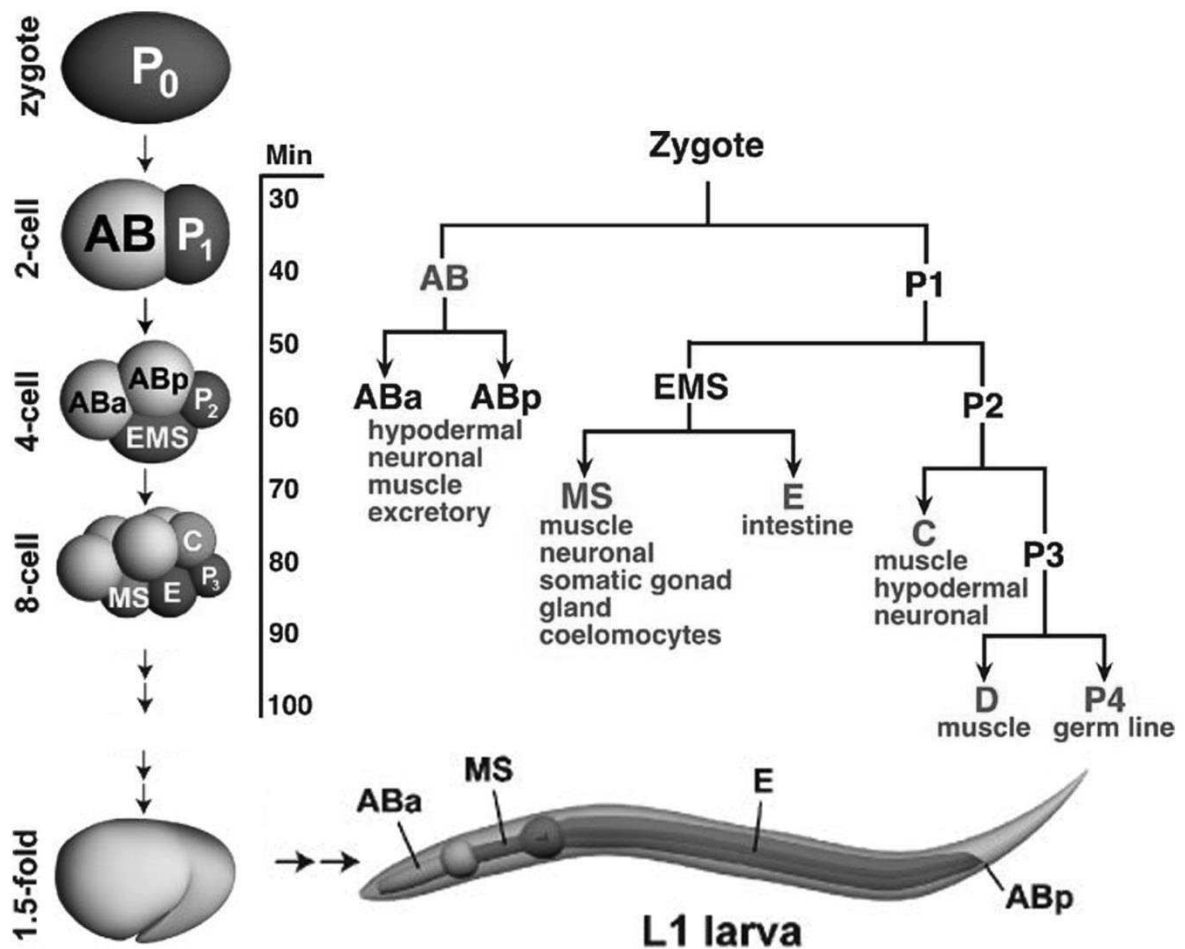 zygote
P0
2-cell
AB
P1
4-cell
ABa
ABp
P2
EMS
8-cell
C
MS
E
P3
1.5-fold
Min
30
40
50
60
70
80
90
100
Zygote
AB
P1
ABa
ABp
hypodermal
neuronal
muscle
excretory
EMS
P2
MS
muscle
neuronal
somatic gonad
gland
coelomocytes
E
intestine
C
muscle
hypodermal
neuronal
P3
D
muscle
P4
germ line
ABa
MS
E
ABp
L1 larva